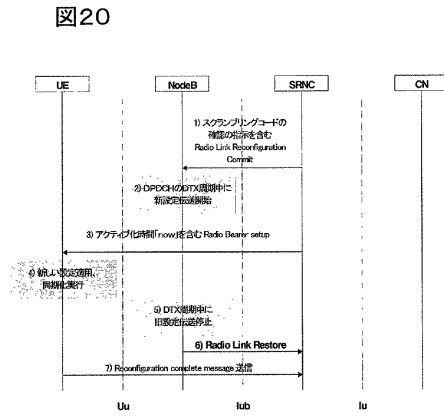 図20
UE
NodeB
SRNC
CN
1) スクランブリングコードの
確認の指示を含む
Radio Link Reconfiguration
Commit
2) DPDCHのDTX周期中に
新設定伝送開始
3) アクティブ化時間「now」を含む Radio Bearer setup
4) 新しい設定適用、
同期化実行
5) DTX周期中に
旧設定伝送停止
6) Radio Link Restore
7) Reconfiguration complete message 送信
Uu
Iub
Iu